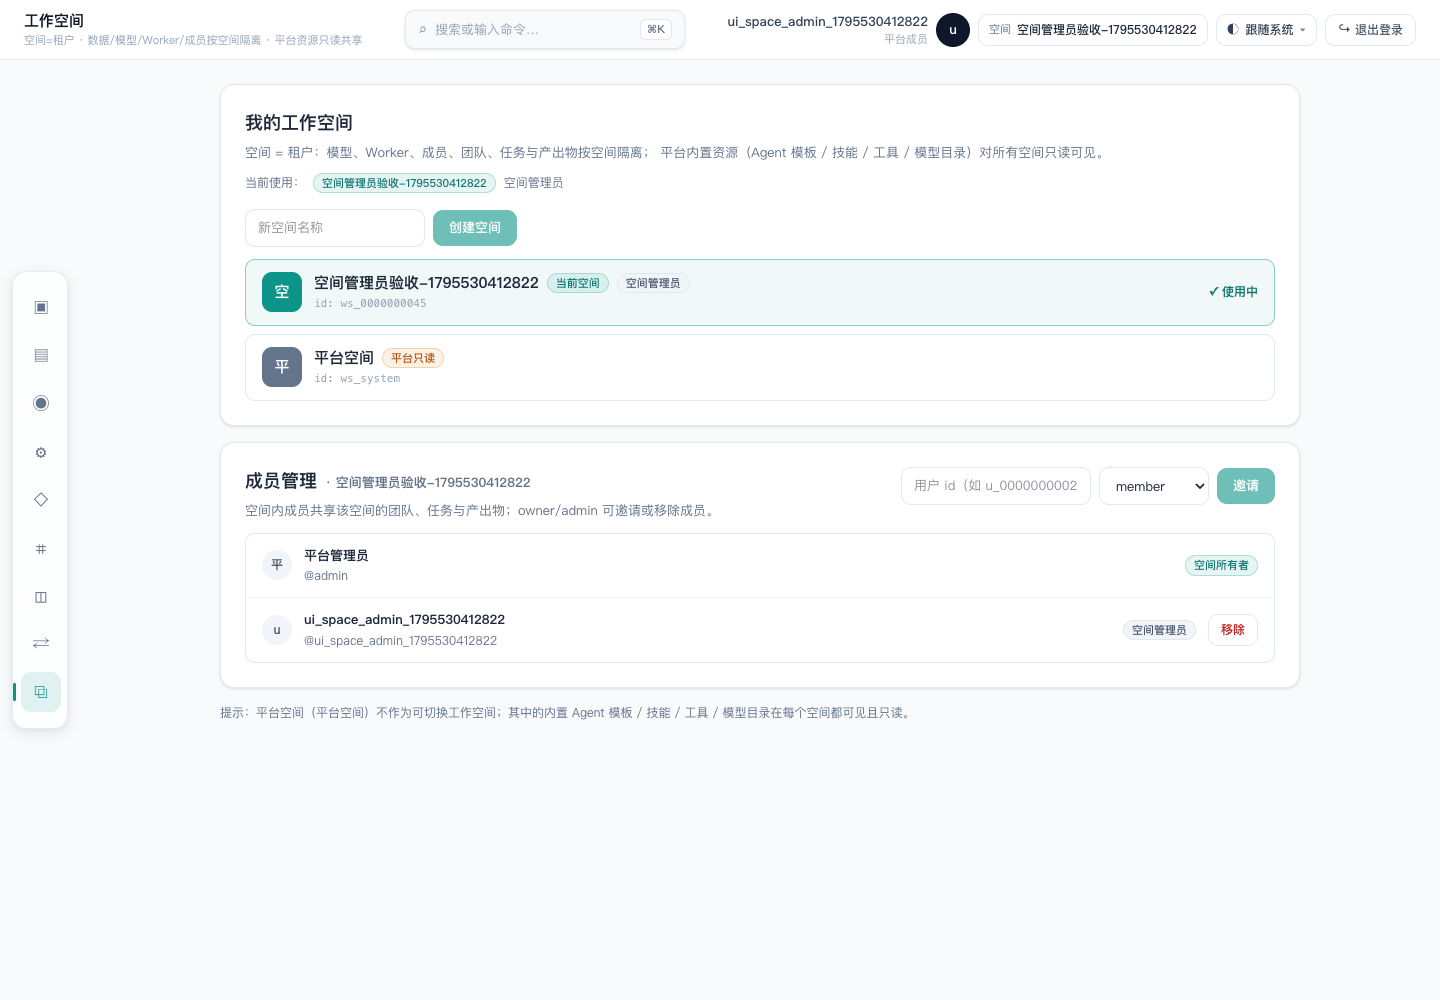 工作空间
空间=租户 · 数据/模型/Worker/成员按空间隔离 · 平台资源只读共享
搜索或输入命令... ⌘K
ui_space_admin_1795530412822
平台成员
u
空间 空间管理员验收-1795530412822
跟随系统
退出登录
我的工作空间
空间 = 租户：模型、Worker、成员、团队、任务与产出物按空间隔离； 平台内置资源（Agent 模板 / 技能 / 工具 / 模型目录）对所有空间只读可见。
当前使用： 空间管理员验收-1795530412822 空间管理员
新空间名称 创建空间
空 空间管理员验收-1795530412822 当前空间 空间管理员
id: ws_0000000045
✓ 使用中
平 平台空间 平台只读
id: ws_system
成员管理 · 空间管理员验收-1795530412822
空间内成员共享该空间的团队、任务与产出物；owner/admin 可邀请或移除成员。
用户 id（如 u_0000000002 member 邀请
平 平台管理员
@admin
空间所有者
u ui_space_admin_1795530412822
@ui_space_admin_1795530412822
空间管理员 移除
提示：平台空间（平台空间）不作为可切换工作空间；其中的内置 Agent 模板 / 技能 / 工具 / 模型目录在每个空间都可见且只读。